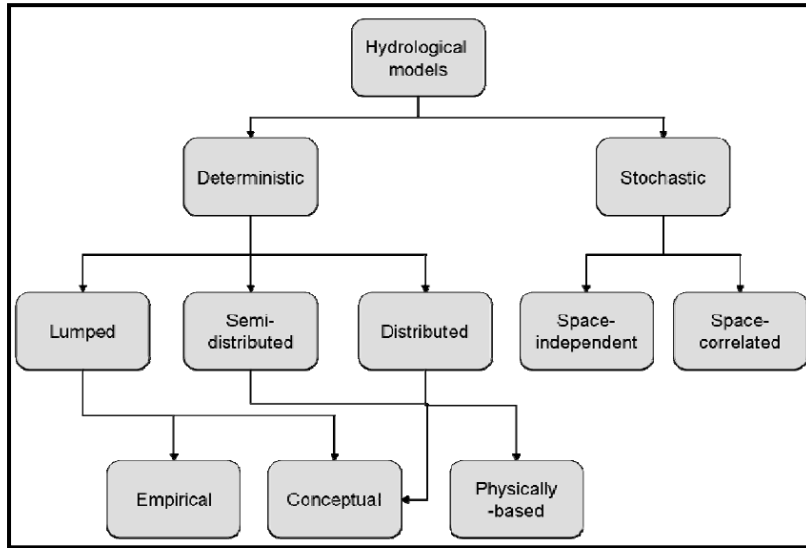 Hydrological
models
Deterministic
Stochastic
Lumped
Semi-
distributed
Distributed
Space-
independent
Space-
correlated
Empirical
Conceptual
Physically
-based